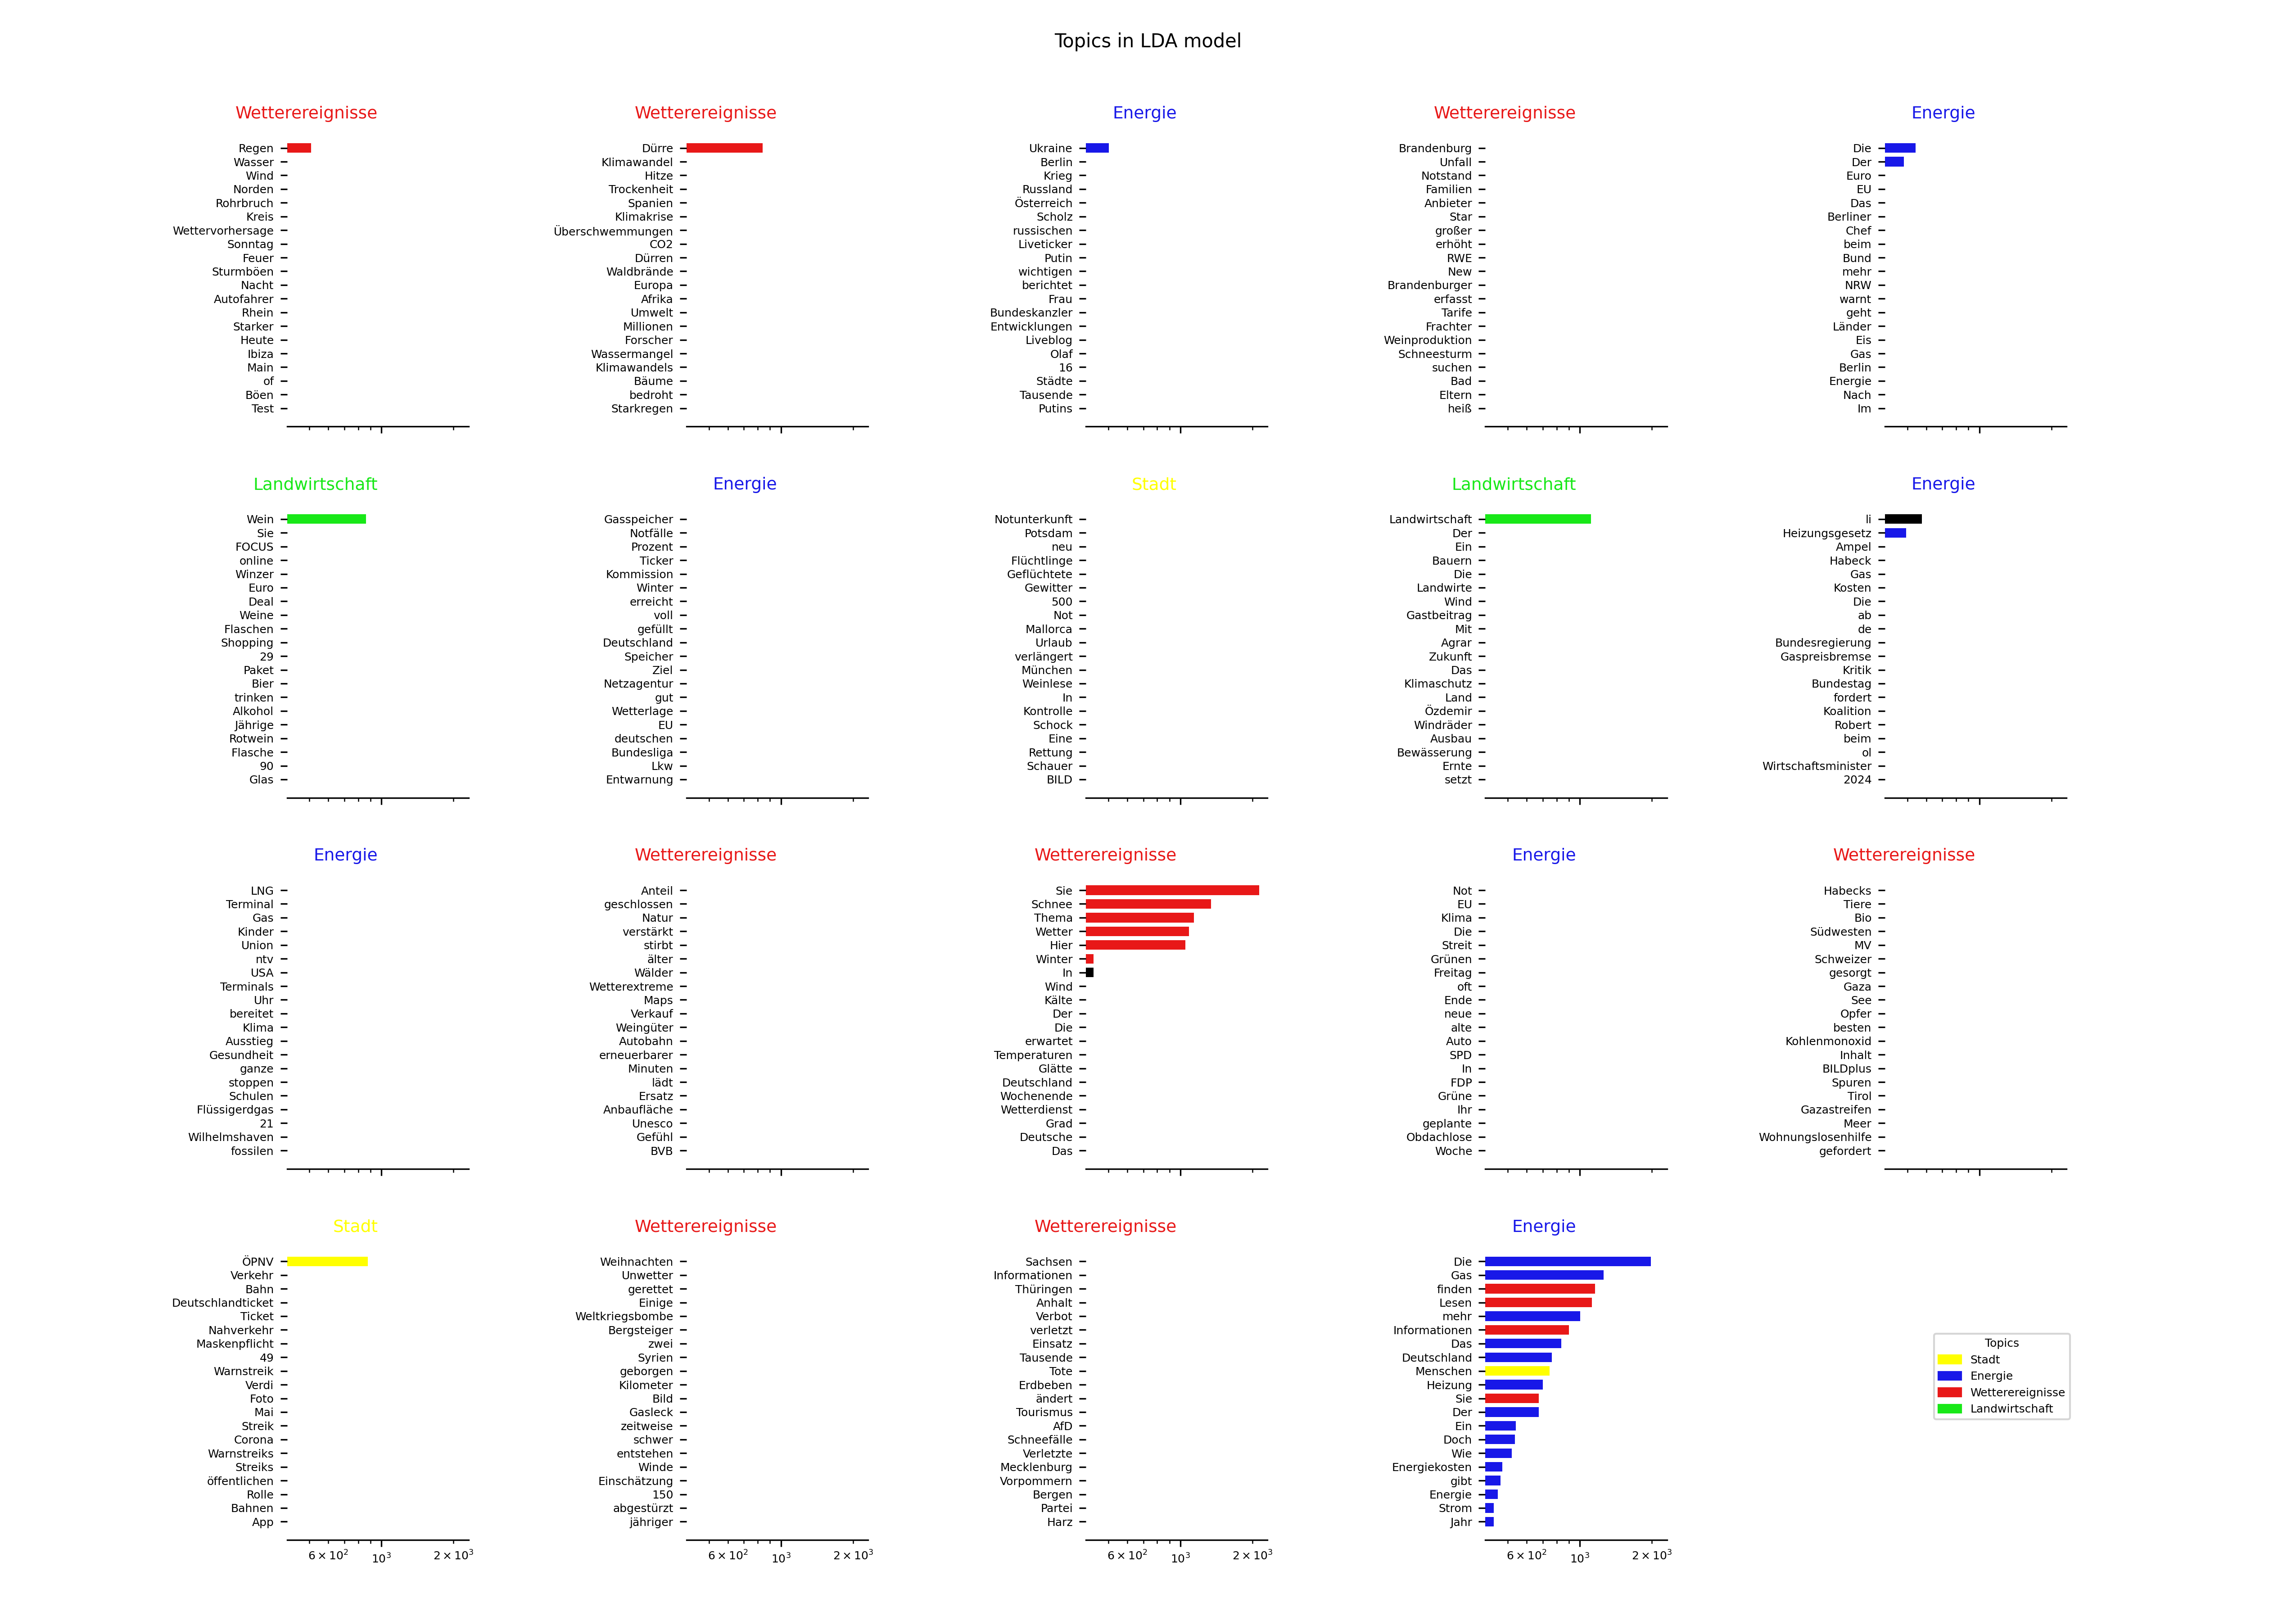 Topics in LDA model
Wetterereignisse
Regen
Wasser
Wind
Norden
Rohrbruch
Kreis
Wettervorhersage
Sonntag
Feuer
Sturmböen
Nacht
Autofahrer
Rhein
Starker
Heute
Ibiza
Main
of
Böen
Test
Wetterereignisse
Dürre
Klimawandel
Hitze
Trockenheit
Spanien
Klimakrise
Überschwemmungen
CO2
Dürren
Waldbrände
Europa
Afrika
Umwelt
Millionen
Forscher
Wassermangel
Klimawandels
Bäume
bedroht
Starkregen
Energie
Ukraine
Berlin
Krieg
Russland
Österreich
Scholz
russischen
Liveticker
Putin
wichtigen
berichtet
Frau
Bundeskanzler
Entwicklungen
Liveblog
Olaf
16
Städte
Tausende
Putins
Wetterereignisse
Brandenburg
Unfall
Notstand
Familien
Anbieter
Star
großer
erhöht
RWE
New
Brandenburger
erfasst
Tarife
Frachter
Weinproduktion
Schneesturm
suchen
Bad
Eltern
heiß
Energie
Die
Der
Euro
EU
Das
Berliner
Chef
beim
Bund
mehr
NRW
warnt
geht
Länder
Eis
Gas
Berlin
Energie
Nach
Im
Landwirtschaft
Wein
Sie
FOCUS
online
Winzer
Euro
Deal
Weine
Flaschen
Shopping
29
Paket
Bier
trinken
Alkohol
Jährige
Rotwein
Flasche
90
Glas
Energie
Gasspeicher
Notfälle
Prozent
Ticker
Kommission
Winter
erreicht
voll
gefüllt
Deutschland
Speicher
Ziel
Netzagentur
gut
Wetterlage
EU
deutschen
Bundesliga
Lkw
Entwarnung
Stadt
Notunterkunft
Potsdam
neu
Flüchtlinge
Geflüchtete
Gewitter
500
Not
Mallorca
Urlaub
verlängert
München
Weinlese
In
Kontrolle
Schock
Eine
Rettung
Schauer
BILD
Landwirtschaft
Landwirtschaft
Der
Ein
Bauern
Die
Landwirte
Wind
Gastbeitrag
Mit
Agrar
Zukunft
Das
Klimaschutz
Land
Özdemir
Windräder
Ausbau
Bewässerung
Ernte
setzt
Energie
li
Heizungsgesetz
Ampel
Habeck
Gas
Kosten
Die
ab
de
Bundesregierung
Gaspreisbremse
Kritik
Bundestag
fordert
Koalition
Robert
beim
ol
Wirtschaftsminister
2024
Energie
LNG
Terminal
Gas
Kinder
Union
ntv
USA
Terminals
Uhr
bereitet
Klima
Ausstieg
Gesundheit
ganze
stoppen
Schulen
Flüssigerdgas
21
Wilhelmshaven
fossilen
Wetterereignisse
Anteil
geschlossen
Natur
verstärkt
stirbt
älter
Wälder
Wetterextreme
Maps
Verkauf
Weingüter
Autobahn
erneuerbarer
Minuten
lädt
Ersatz
Anbaufläche
Unesco
Gefühl
BVB
Wetterereignisse
Sie
Schnee
Thema
Wetter
Hier
Winter
In
Wind
Kälte
Der
Die
erwartet
Temperaturen
Glätte
Deutschland
Wochenende
Wetterdienst
Grad
Deutsche
Das
Energie
Not
EU
Klima
Die
Streit
Grünen
Freitag
oft
Ende
neue
alte
Auto
SPD
In
FDP
Grüne
Ihr
geplante
Obdachlose
Woche
Wetterereignisse
Habecks
Tiere
Bio
Südwesten
MV
Schweizer
gesorgt
Gaza
See
Opfer
besten
Kohlenmonoxid
Inhalt
BILDplus
Spuren
Tirol
Gazastreifen
Meer
Wohnungslosenhilfe
gefordert
Stadt
ÖPNV
Verkehr
Bahn
Deutschlandticket
Ticket
Nahverkehr
Maskenpflicht
49
Warnstreik
Verdi
Foto
Mai
Streik
Corona
Warnstreiks
Streiks
öffentlichen
Rolle
Bahnen
App
6 × 10² 10³ 2 × 10³
Wetterereignisse
Weihnachten
Unwetter
gerettet
Einige
Weltkriegsbombe
Bergsteiger
zwei
Syrien
geborgen
Kilometer
Bild
Gasleck
zeitweise
schwer
entstehen
Winde
Einschätzung
150
abgestürzt
jähriger
6 × 10² 10³ 2 × 10³
Wetterereignisse
Sachsen
Informationen
Thüringen
Anhalt
Verbot
verletzt
Einsatz
Tausende
Tote
Erdbeben
ändert
Tourismus
AfD
Schneefälle
Verletzte
Mecklenburg
Vorpommern
Bergen
Partei
Harz
6 × 10² 10³ 2 × 10³
Energie
Die
Gas
finden
Lesen
mehr
Informationen
Das
Deutschland
Menschen
Heizung
Sie
Der
Ein
Doch
Wie
Energiekosten
gibt
Energie
Strom
Jahr
6 × 10² 10³ 2 × 10³
Topics
Stadt
Energie
Wetterereignisse
Landwirtschaft